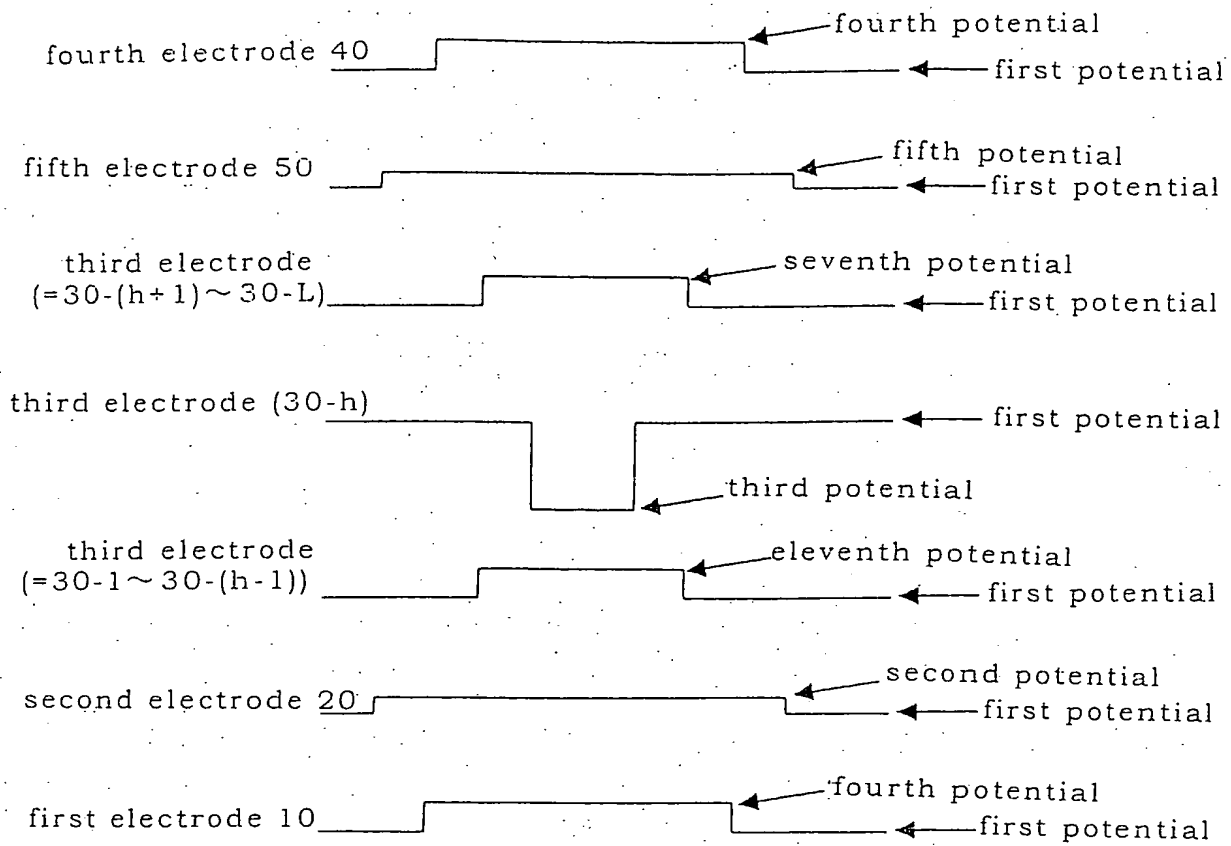 fourth potential
fourth electrode 40
first potential
fifth potential
fifth electrode 50
first potential
third electrode
(=30-(h+1)~30-L)
seventh potential
first potential
third electrode (30-h)
first potential
third potential
third electrode
(=30-1~30-(h-1))
eleventh potential
first potential
second potential
second electrode 20
first potential
fourth potential
first electrode 10
first potential